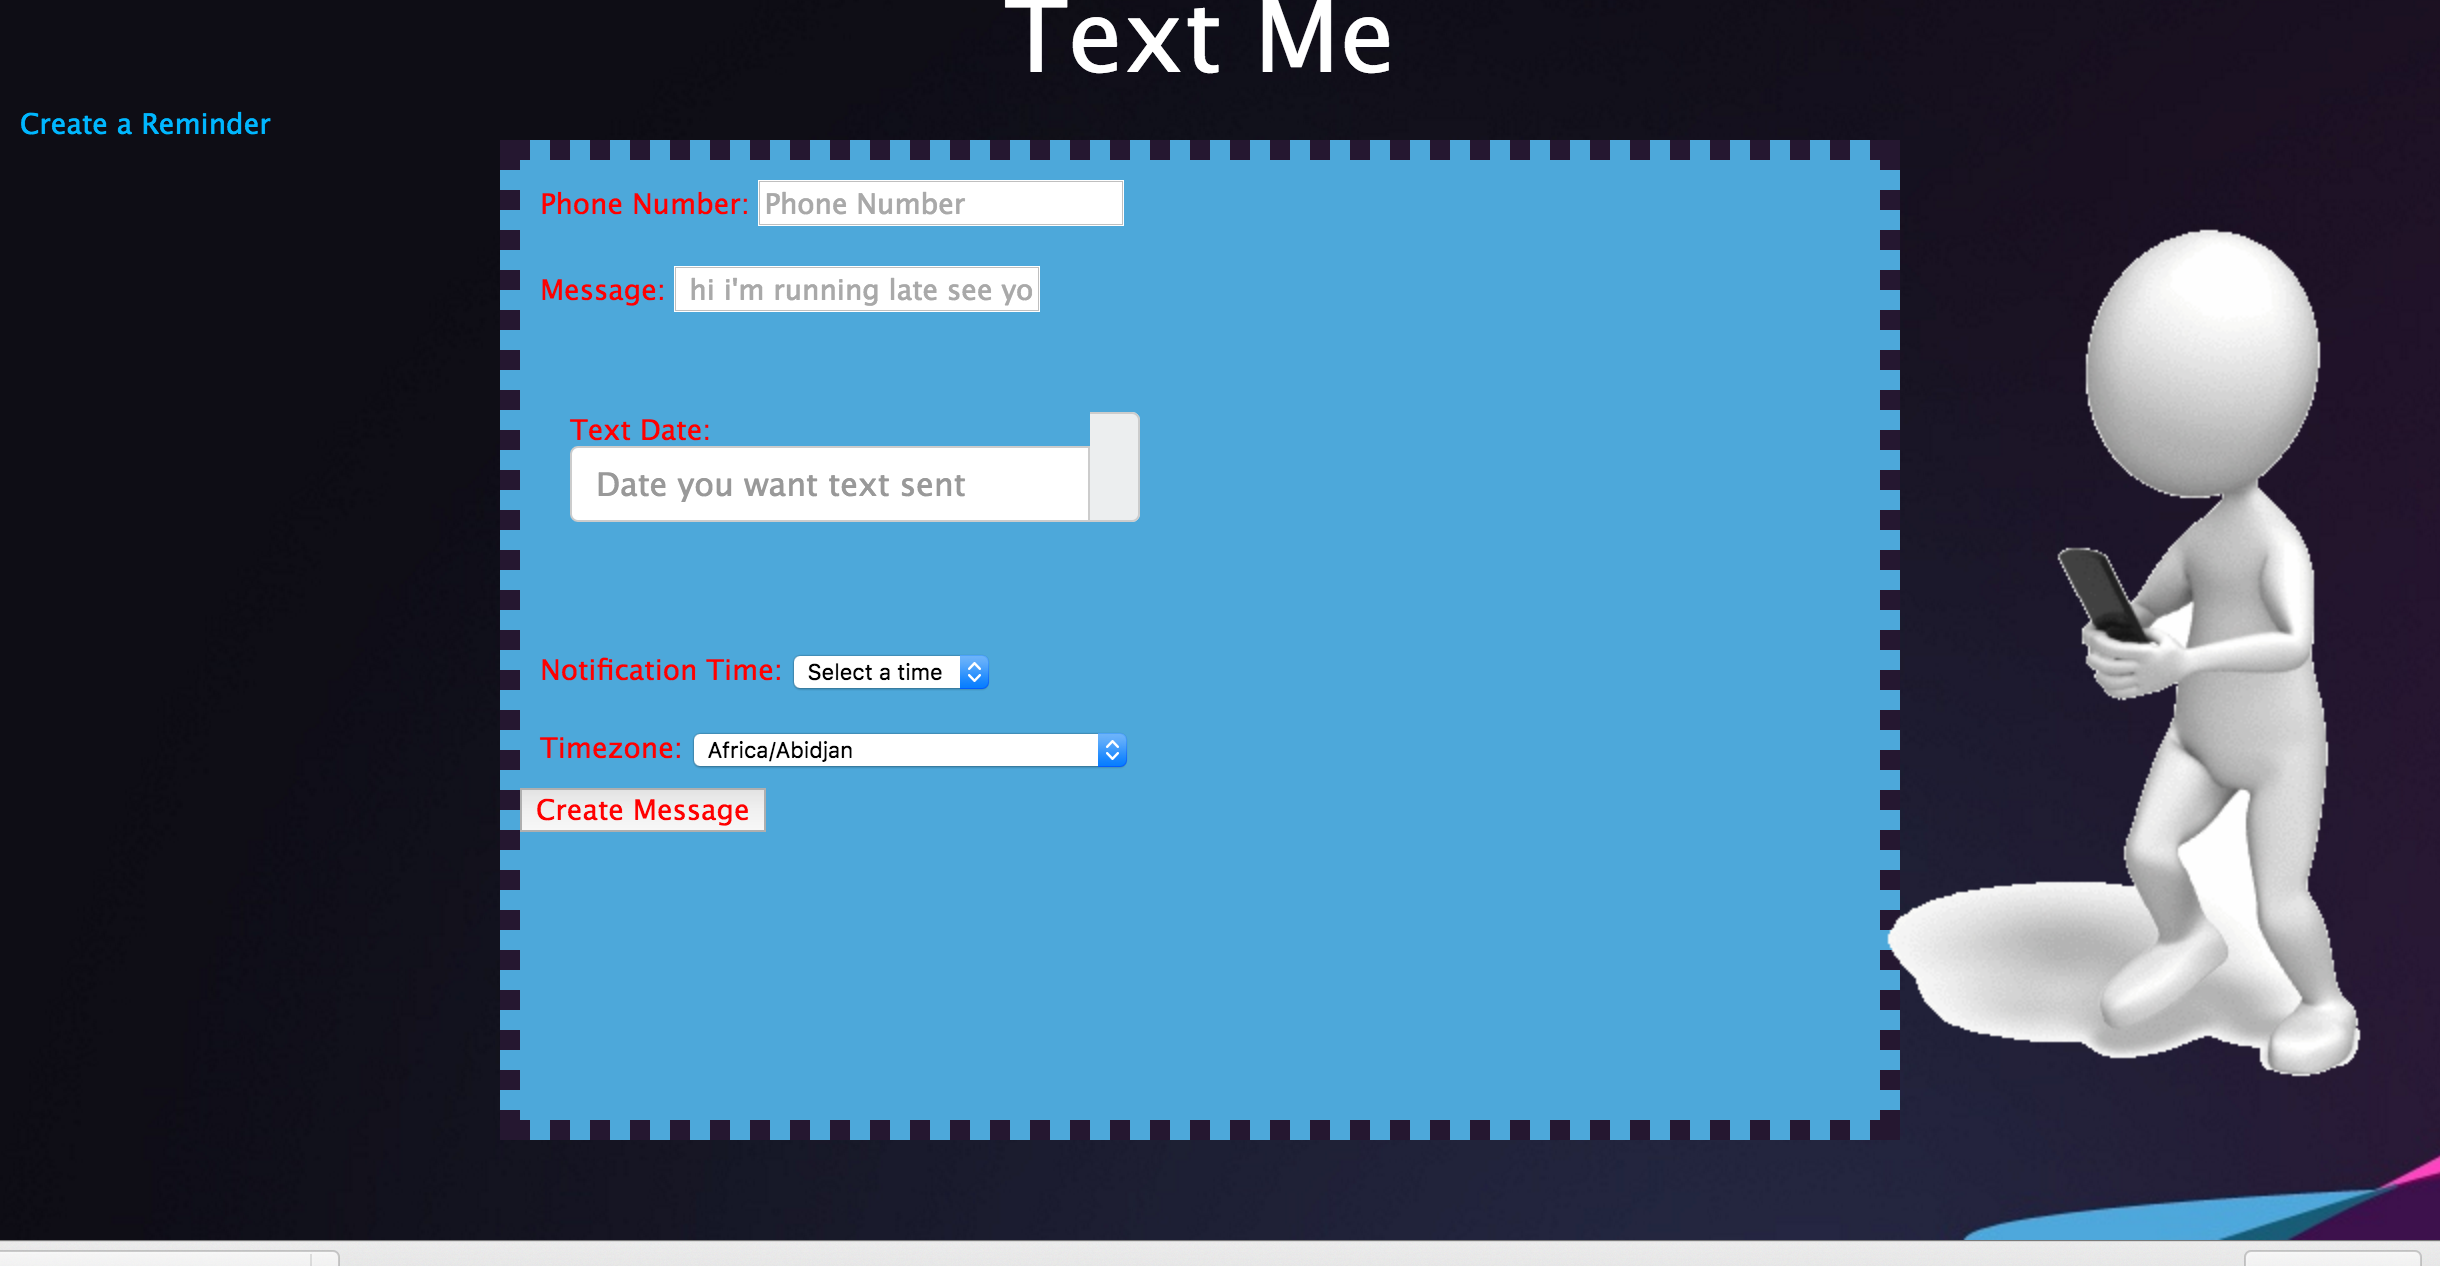 Text Me
Create a Reminder
Phone Number: Phone Number
Message: hi i'm running late see yo
Text Date:
Date you want text sent
Notification Time: Select a time
Timezone: Africa/Abidjan
Create Message